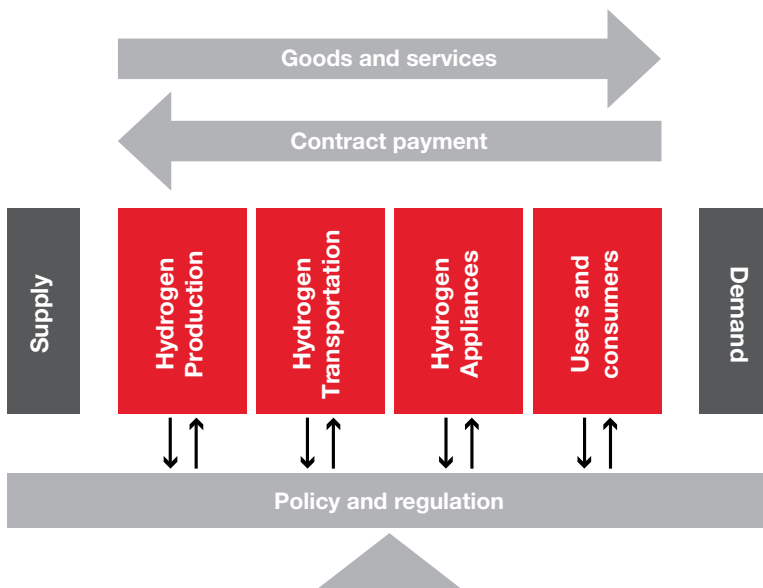 Goods and services
Contract payment
Supply
Hydrogen
Production
Hydrogen
Transportation
Hydrogen
Appliances
Users and
consumers
Demand
Policy and regulation